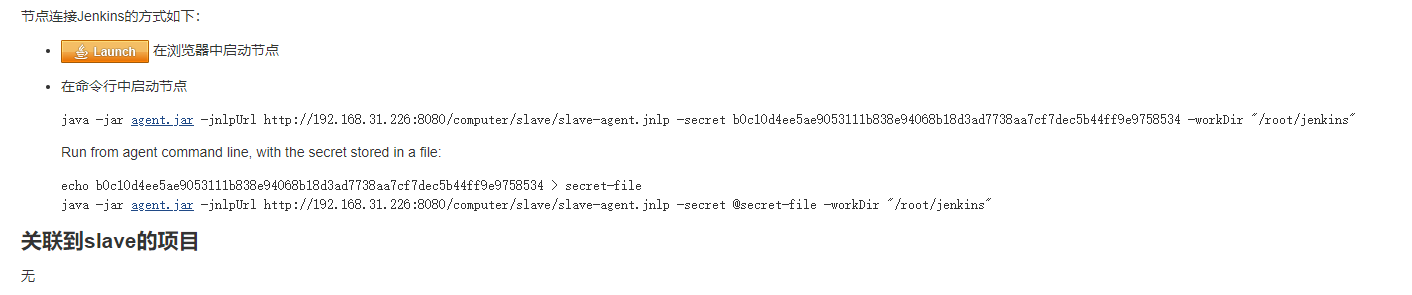 节点连接Jenkins的方式如下：
Launch 在浏览器中启动节点
在命令行中启动节点
java -jar agent.jar -jnlpUrl http://192.168.31.226:8080/computer/slave/slave-agent.jnlp -secret b0c10d4ee5ae9053111b838e94068b18d3ad7738aa7cf7dec5b44ff9e9758534 -workDir "/root/jenkins"
Run from agent command line, with the secret stored in a file:
echo b0c10d4ee5ae9053111b838e94068b18d3ad7738aa7cf7dec5b44ff9e9758534 > secret-file
java -jar agent.jar -jnlpUrl http://192.168.31.226:8080/computer/slave/slave-agent.jnlp -secret @secret-file -workDir "/root/jenkins"
关联到slave的项目
无